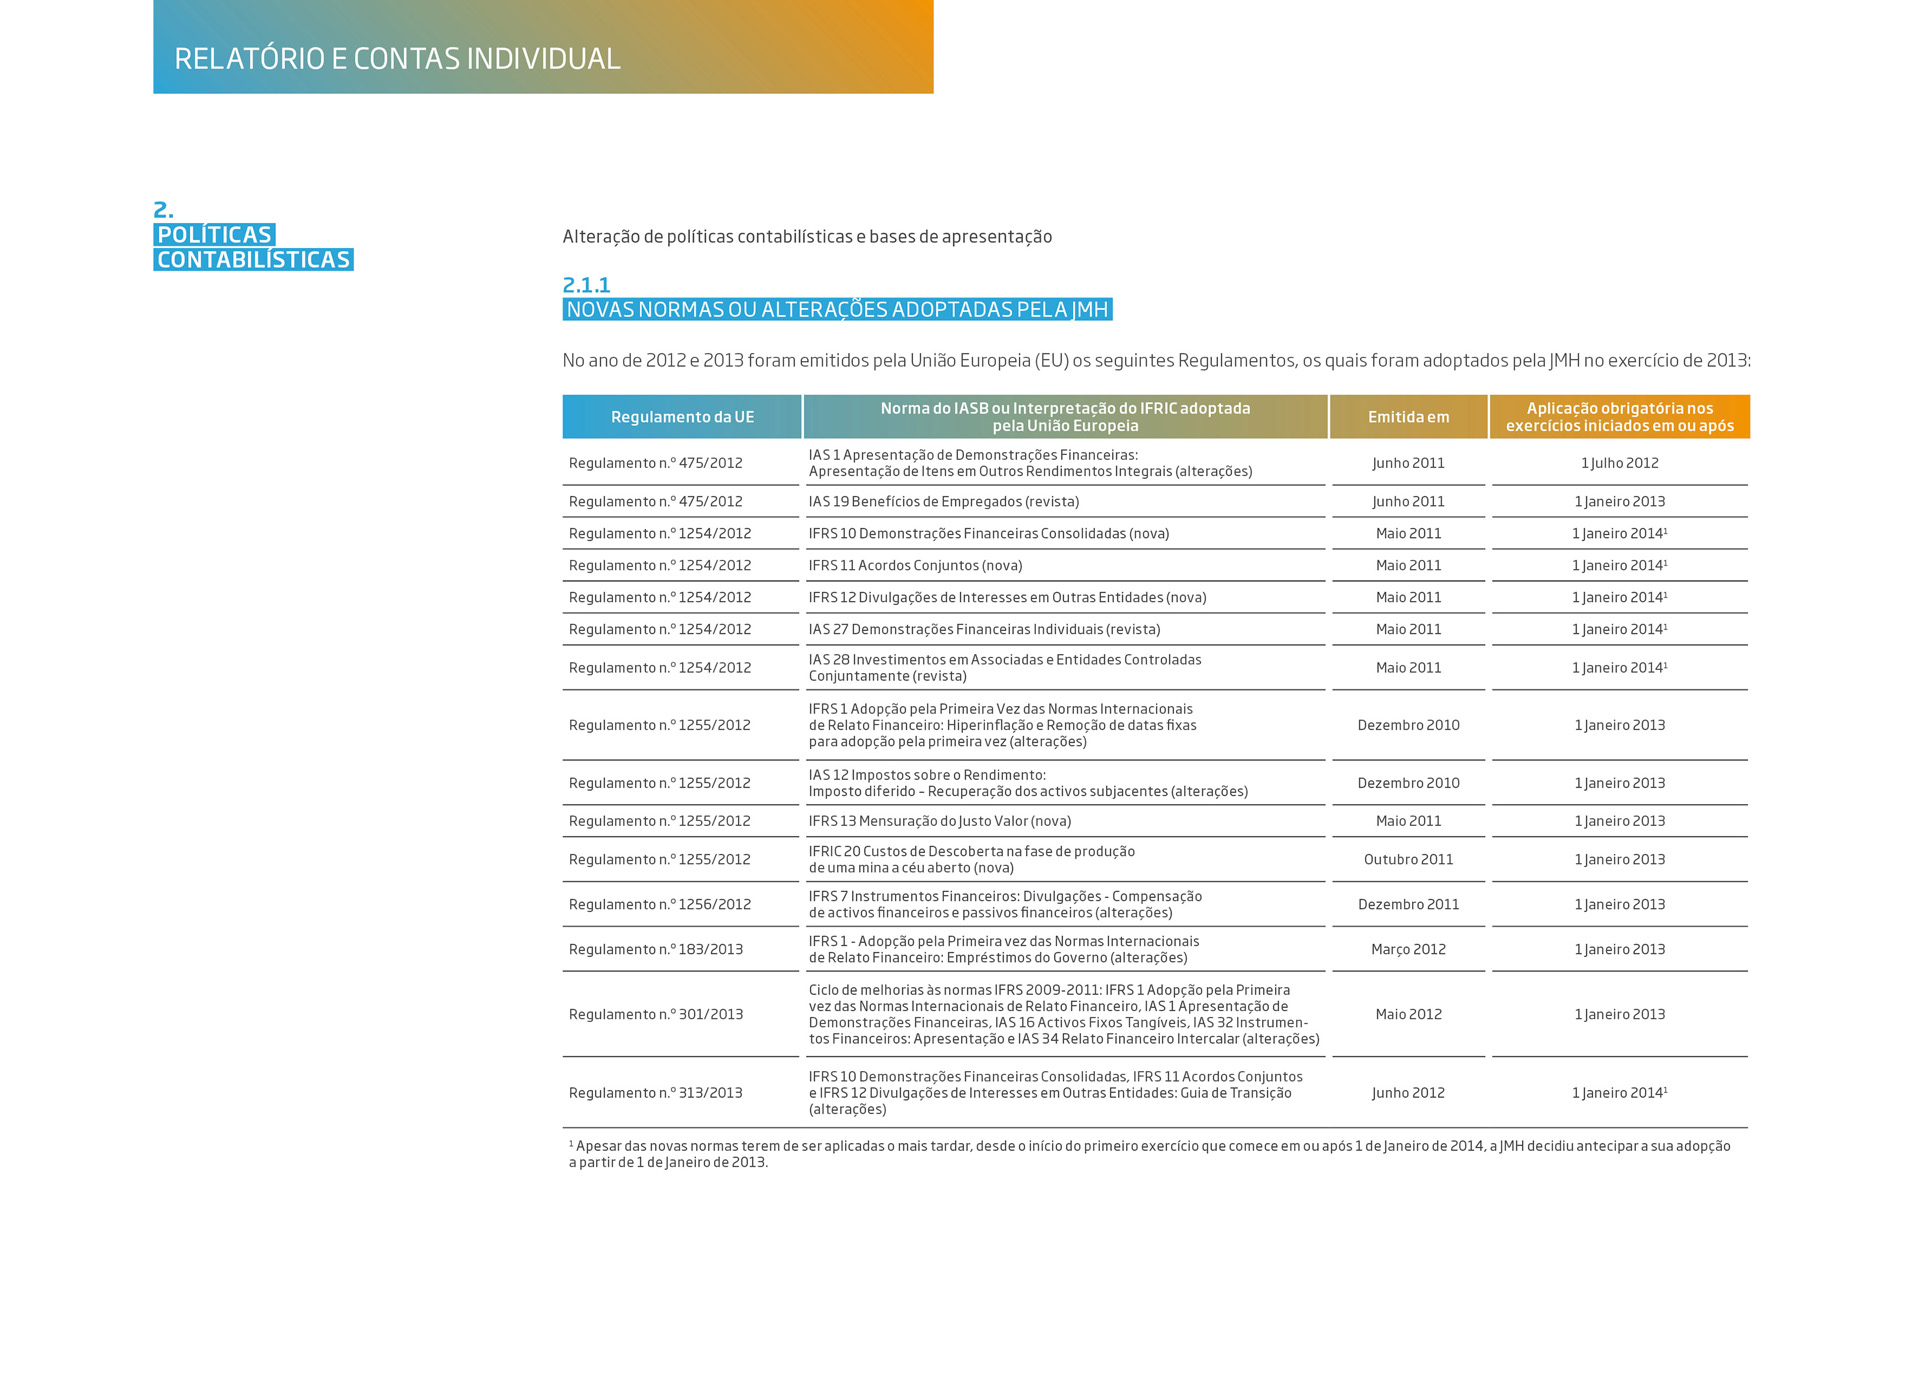 RELATÓRIO E CONTAS INDIVIDUAL
2.
POLÍTICAS
CONTABILÍSTICAS
Alteração de políticas contabilísticas e bases de apresentação
2.1.1
NOVAS NORMAS OU ALTERAÇÕES ADOPTADAS PELA JMH
No ano de 2012 e 2013 foram emitidos pela União Europeia (EU) os seguintes Regulamentos, os quais foram adoptados pela JMH no exercício de 2013:
Regulamento da UE
Norma do IASB ou Interpretação do IFRIC adoptada
pela União Europeia
Emitida em
Aplicação obrigatória nos
exercícios iniciados em ou após
Regulamento n.º 475/2012
IAS 1 Apresentação de Demonstrações Financeiras:
Apresentação de Itens em Outros Rendimentos Integrais (alterações)
Junho 2011
1 Julho 2012
Regulamento n.º 475/2012
IAS 19 Benefícios de Empregados (revista)
Junho 2011
1 Janeiro 2013
Regulamento n.º 1254/2012
IFRS 10 Demonstrações Financeiras Consolidadas (nova)
Maio 2011
1 Janeiro 2014¹
Regulamento n.º 1254/2012
IFRS 11 Acordos Conjuntos (nova)
Maio 2011
1 Janeiro 2014¹
Regulamento n.º 1254/2012
IFRS 12 Divulgações de Interesses em Outras Entidades (nova)
Maio 2011
1 Janeiro 2014¹
Regulamento n.º 1254/2012
IAS 27 Demonstrações Financeiras Individuais (revista)
Maio 2011
1 Janeiro 2014¹
Regulamento n.º 1254/2012
IAS 28 Investimentos em Associadas e Entidades Controladas
Conjuntamente (revista)
Maio 2011
1 Janeiro 2014¹
Regulamento n.º 1255/2012
IFRS 1 Adopção pela Primeira Vez das Normas Internacionais
de Relato Financeiro: Hiperinflação e Remoção de datas fixas
para adopção pela primeira vez (alterações)
Dezembro 2010
1 Janeiro 2013
Regulamento n.º 1255/2012
IAS 12 Impostos sobre o Rendimento:
Imposto diferido – Recuperação dos activos subjacentes (alterações)
Dezembro 2010
1 Janeiro 2013
Regulamento n.º 1255/2012
IFRS 13 Mensuração do Justo Valor (nova)
Maio 2011
1 Janeiro 2013
Regulamento n.º 1255/2012
IFRIC 20 Custos de Descoberta na fase de produção
de uma mina a céu aberto (nova)
Outubro 2011
1 Janeiro 2013
Regulamento n.º 1256/2012
IFRS 7 Instrumentos Financeiros: Divulgações - Compensação
de activos financeiros e passivos financeiros (alterações)
Dezembro 2011
1 Janeiro 2013
Regulamento n.º 183/2013
IFRS 1 - Adopção pela Primeira vez das Normas Internacionais
de Relato Financeiro: Empréstimos do Governo (alterações)
Março 2012
1 Janeiro 2013
Regulamento n.º 301/2013
Ciclo de melhorias às normas IFRS 2009-2011: IFRS 1 Adopção pela Primeira
vez das Normas Internacionais de Relato Financeiro, IAS 1 Apresentação de
Demonstrações Financeiras, IAS 16 Activos Fixos Tangíveis, IAS 32 Instrumen-
tos Financeiros: Apresentação e IAS 34 Relato Financeiro Intercalar (alterações)
Maio 2012
1 Janeiro 2013
Regulamento n.º 313/2013
IFRS 10 Demonstrações Financeiras Consolidadas, IFRS 11 Acordos Conjuntos
e IFRS 12 Divulgações de Interesses em Outras Entidades: Guia de Transição
(alterações)
Junho 2012
1 Janeiro 2014¹
¹ Apesar das novas normas terem de ser aplicadas o mais tardar, desde o início do primeiro exercício que comece em ou após 1 de Janeiro de 2014, a JMH decidiu antecipar a sua adopção
a partir de 1 de Janeiro de 2013.